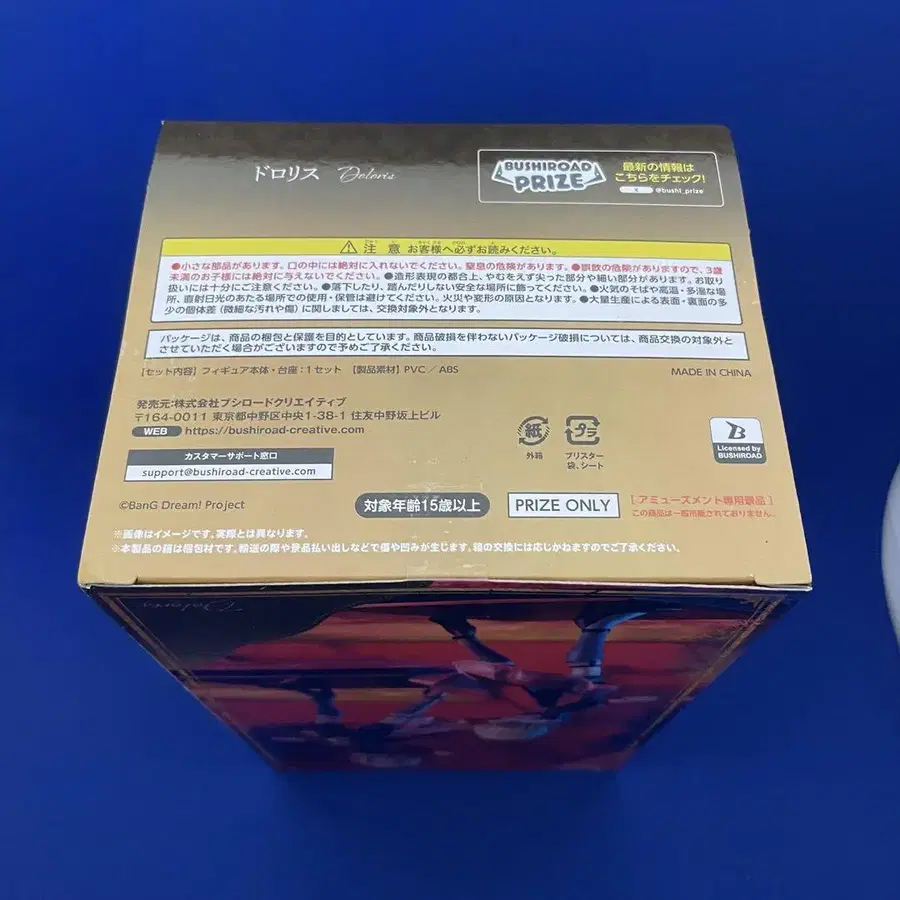 ドロリス Doloris
BUSHIROAD
PRIZE
最新の情報は
こちらをチェック!
X @bushi_prize
⚠注意 お客様へ必ずお読みください。
●小さな部品があります。口の中には絶対に入れないでください。窒息の危険があります。●誤飲の危険がありますので、3歳
未満のお子様には絶対に与えないでください。●造形表現の都合上、やむをえず尖った部分や細い部分があります。お取り
扱いには十分にご注意ください。●落下したり、踏んだりしない安全な場所に飾ってください。●火気のそばや高温・多湿な場
所、直射日光のあたる場所での使用・保管は避けてください。火災や変形の原因となります。●大量生産による表面・裏面の多
少の個体差(微細な汚れや傷)に関しましては、交換対象外となります。
パッケージは、商品の梱包と保護を目的としています。商品破損を伴わないパッケージ破損については、商品交換の対象外と
させていただく場合がございますので予めご了承ください。
【セット内容】フィギュア本体・台座:1セット 【製品素材】PVC/ABS
MADE IN CHINA
発売元:株式会社ブシロードクリエイティブ
〒164-0011 東京都中野区中央1-38-1 住友中野坂上ビル
WEB https://bushiroad-creative.com
カスタマーサポート窓口
support@bushiroad-creative.com
紙
外箱
プラ
ブリスター
袋、シート
B
Licensed by
BUSHIROAD
©BanG Dream! Project
対象年齢15歳以上
PRIZE ONLY
[アミューズメント専用景品]
この商品は一般市販されておりません。
※画像はイメージです。実際とは異なります。
※本製品の箱は梱包材です。輸送の際や景品払い出しなどで傷や凹みが生じます。箱の交換には応じかねますのでご了承ください。
Doloris